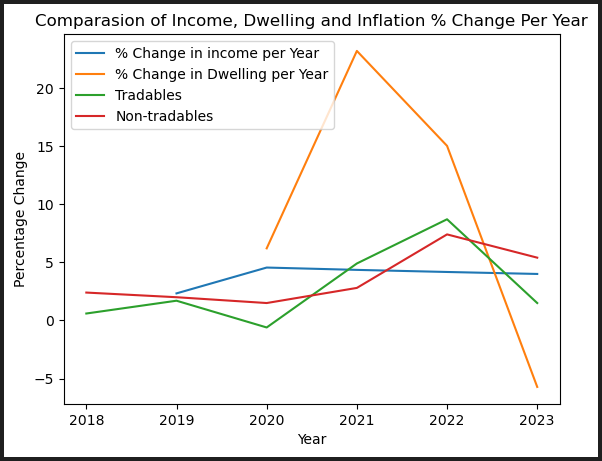 Comparasion of Income, Dwelling and Inflation % Change Per Year
% Change in income per Year
% Change in Dwelling per Year
Tradables
Non-tradables
Percentage Change
20
15
10
5
0
−5
2018 2019 2020 2021 2022 2023
Year